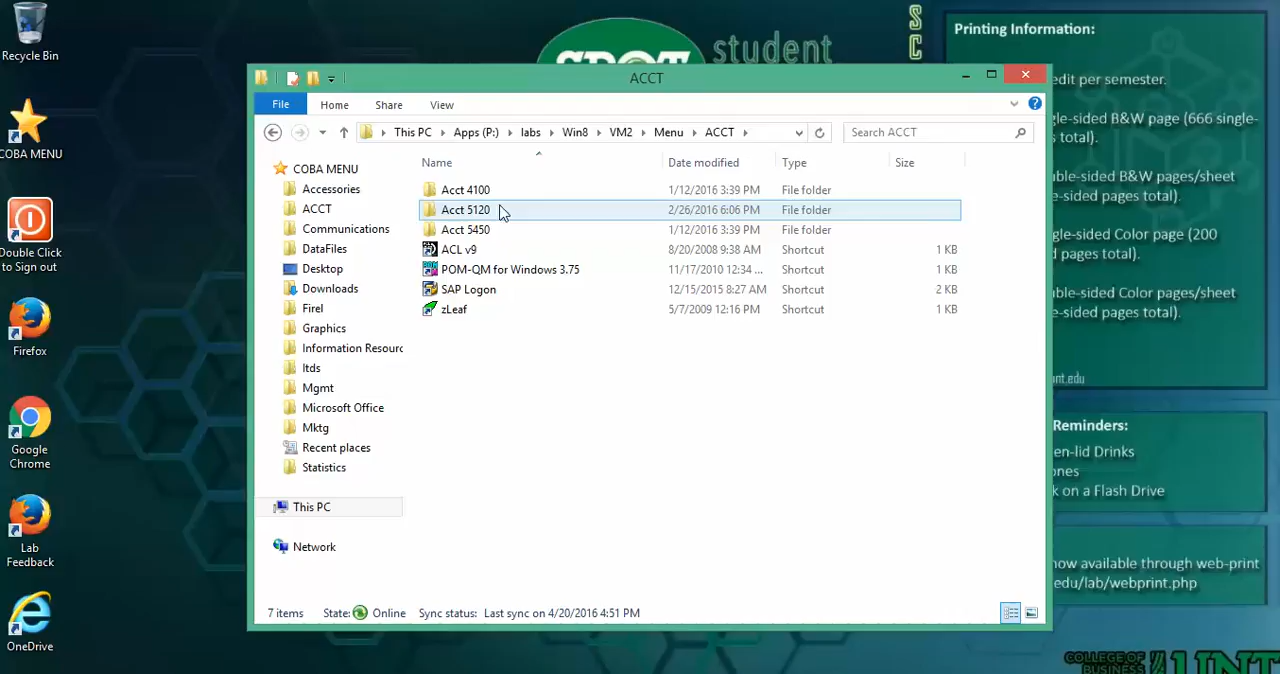 Recycle Bin
COBA MENU
Double Click
to Sign out
Firefox
Google
Chrome
Lab
Feedback
OneDrive
student
SC
Printing Information:
edit per semester.
gle-sided B&W page (666 single-
s total).
uble-sided B&W pages/sheet
e-sided pages total).
gle-sided Color page (200
d pages total).
uble-sided Color pages/sheet
e-sided pages total).
nt.edu
Reminders:
en-lid Drinks
ones
k on a Flash Drive
now available through web-print
edu/lab/webprint.php
COLLEGE OF
BUSINESS UNT
ACCT
File Home Share View
This PC Apps (P:) labs Win8 VM2 Menu ACCT
Search ACCT
COBA MENU
Accessories
ACCT
Communications
DataFiles
Desktop
Downloads
Firel
Graphics
Information Resourc
Itds
Mgmt
Microsoft Office
Mktg
Recent places
Statistics
This PC
Network
Name Date modified Type Size
Acct 4100 1/12/2016 3:39 PM File folder
Acct 5120 2/26/2016 6:06 PM File folder
Acct 5450 1/12/2016 3:39 PM File folder
ACL v9 8/20/2008 9:38 AM Shortcut 1 KB
POM-QM for Windows 3.75 11/17/2010 12:34 ... Shortcut 1 KB
SAP Logon 12/15/2015 8:27 AM Shortcut 2 KB
zLeaf 5/7/2009 12:16 PM Shortcut 1 KB
7 items State: Online Sync status: Last sync on 4/20/2016 4:51 PM